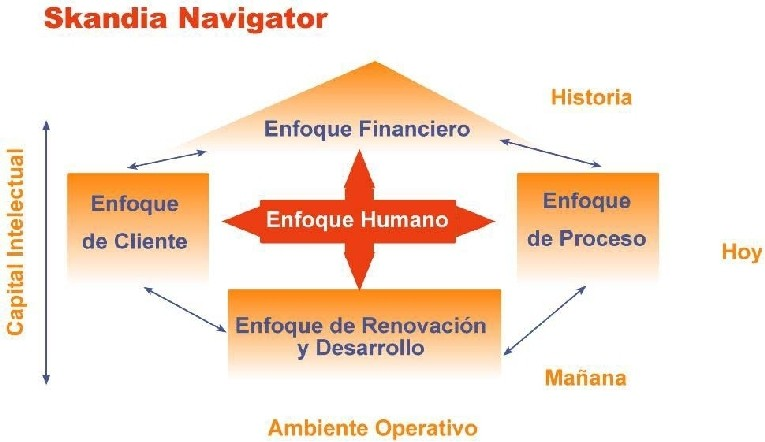 Skandia Navigator
Historia
Enfoque Financiero
Capital Intelectual
Enfoque
de Cliente
Enfoque Humano
Enfoque
de Proceso
Hoy
Enfoque de Renovación
y Desarrollo
Mañana
Ambiente Operativo